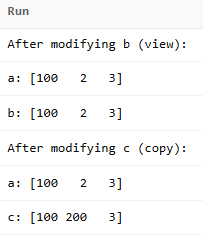 Run
After modifying b (view):
a: [100   2   3]
b: [100   2   3]
After modifying c (copy):
a: [100   2   3]
c: [100 200   3]